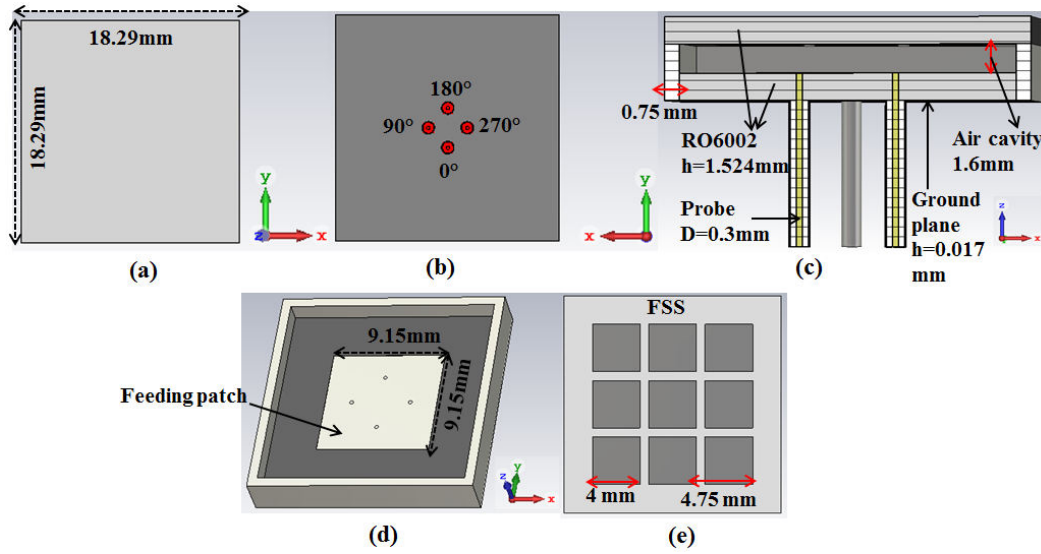 18.29mm
18.29mm
y
z
x
(a)
180°
90°
270°
0°
y
x
(b)
0.75 mm
RO6002
h=1.524mm
Air cavity
1.6mm
Probe
D=0.3mm
Ground
plane
h=0.017
mm
z
x
(c)
9.15mm
9.15mm
Feeding patch
z
y
x
(d)
FSS
4 mm
4.75 mm
(e)